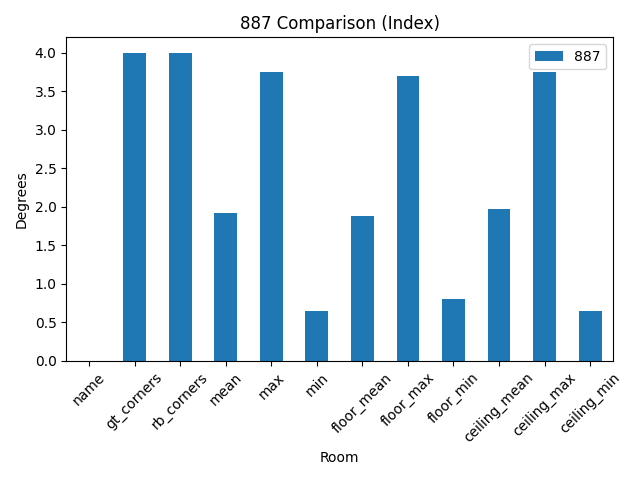 887 Comparison (Index)
887
Degrees
4.0
3.5
3.0
2.5
2.0
1.5
1.0
0.5
0.0
name
gt_corners
rb_corners
mean
max
min
floor_mean
floor_max
floor_min
ceiling_mean
ceiling_max
ceiling_min
Room